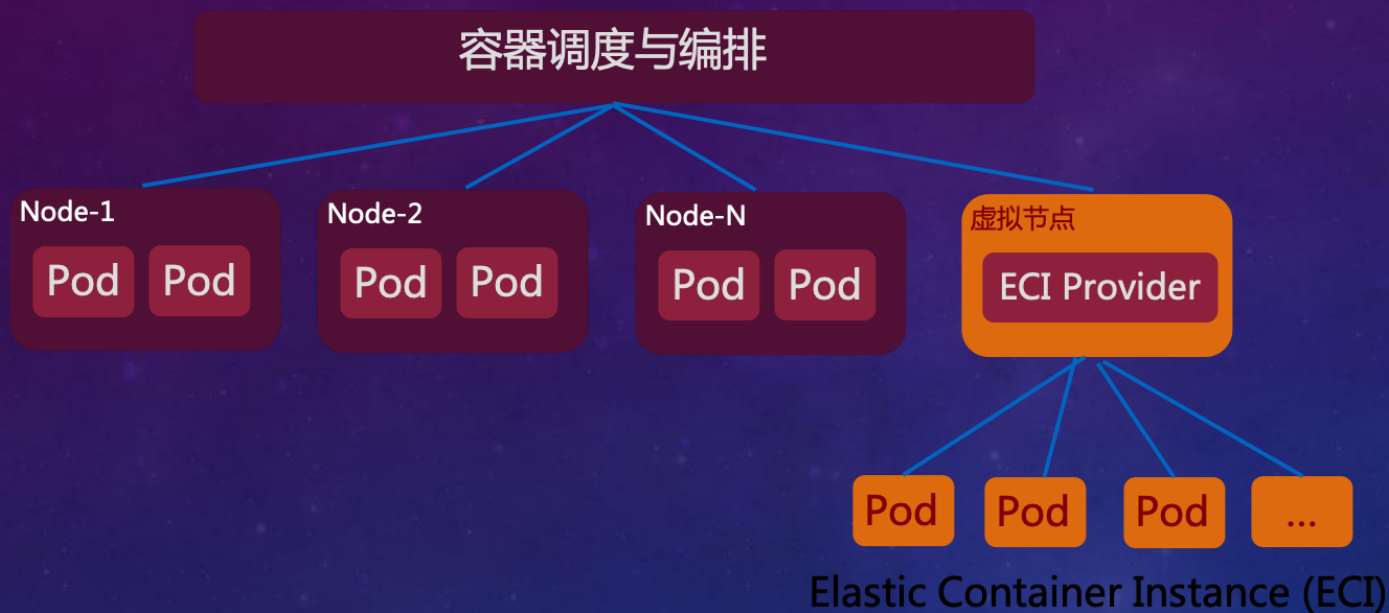 容器调度与编排
Node-1
Pod Pod
Node-2
Pod Pod
Node-N
Pod Pod
虚拟节点
ECI Provider
Pod Pod Pod ...
Elastic Container Instance (ECI)